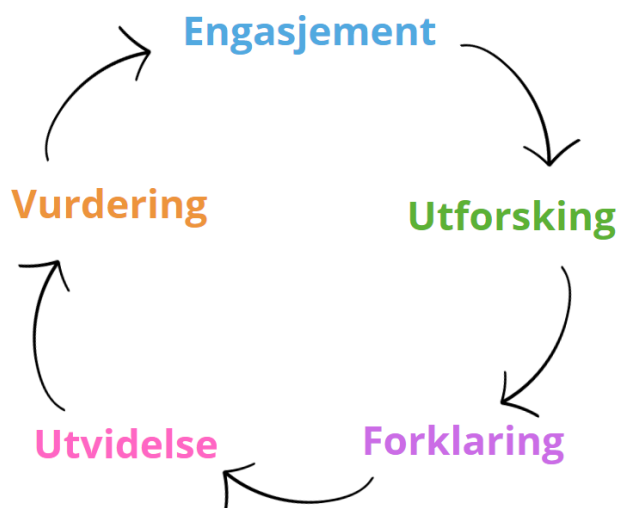 Engasjement
Utforsking
Forklaring
Utvidelse
Vurdering